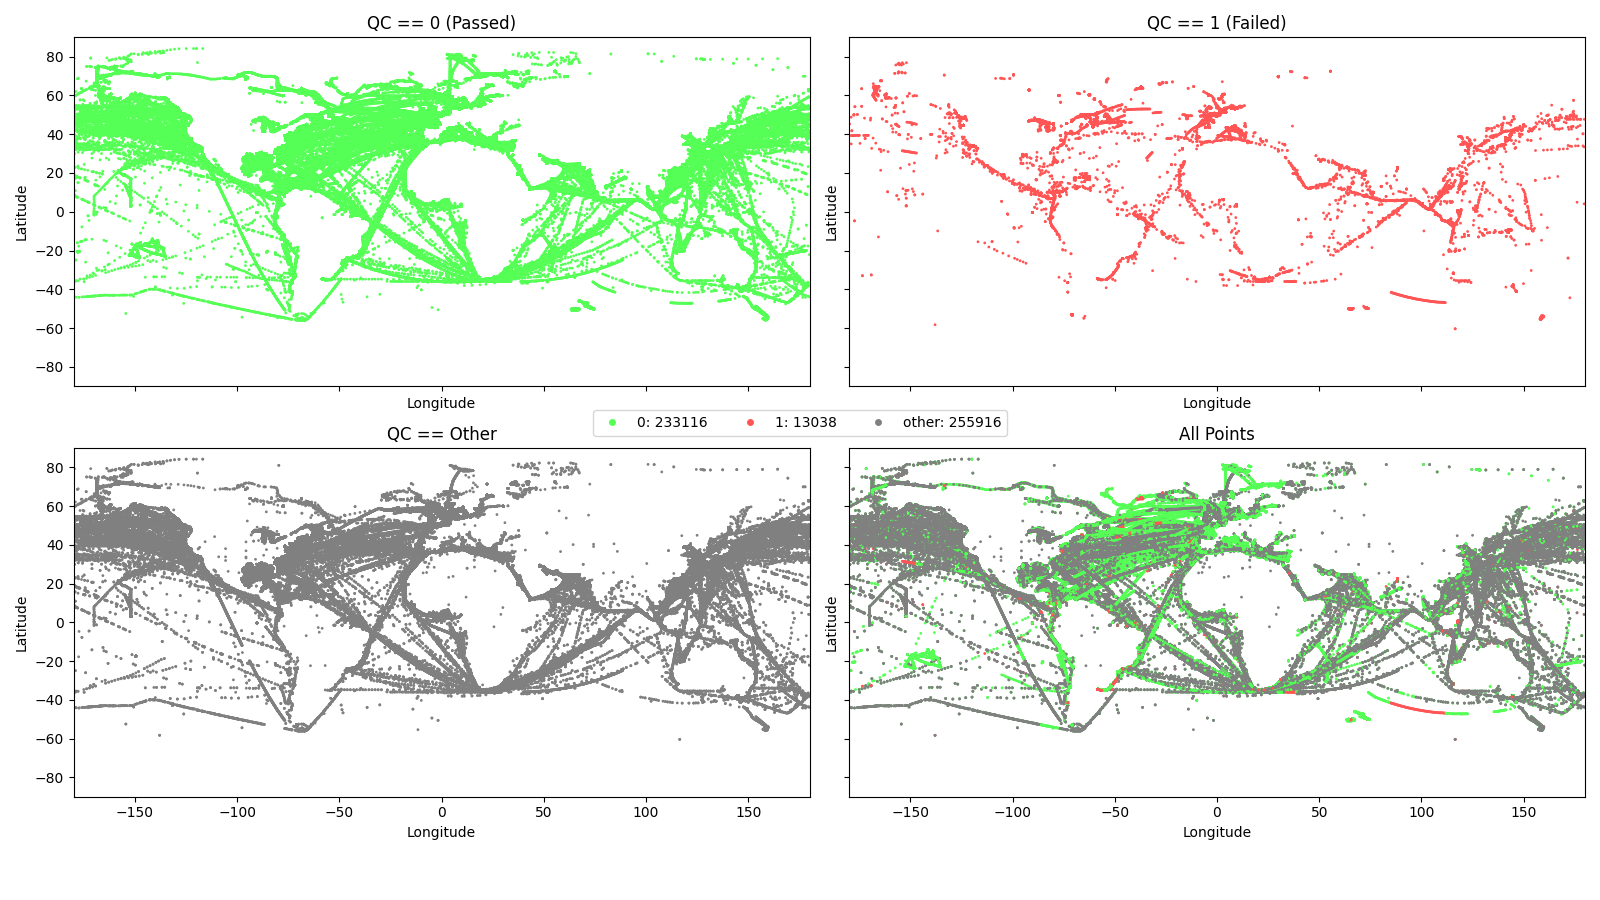 QC == 0 (Passed)
QC == 1 (Failed)
80
60
40
20
0
−20
−40
−60
−80
Latitude
Latitude
Longitude
Longitude
0: 233116
1: 13038
other: 255916
QC == Other
All Points
80
60
40
20
0
−20
−40
−60
−80
Latitude
Latitude
−150
−100
−50
0
50
100
150
−150
−100
−50
0
50
100
150
Longitude
Longitude